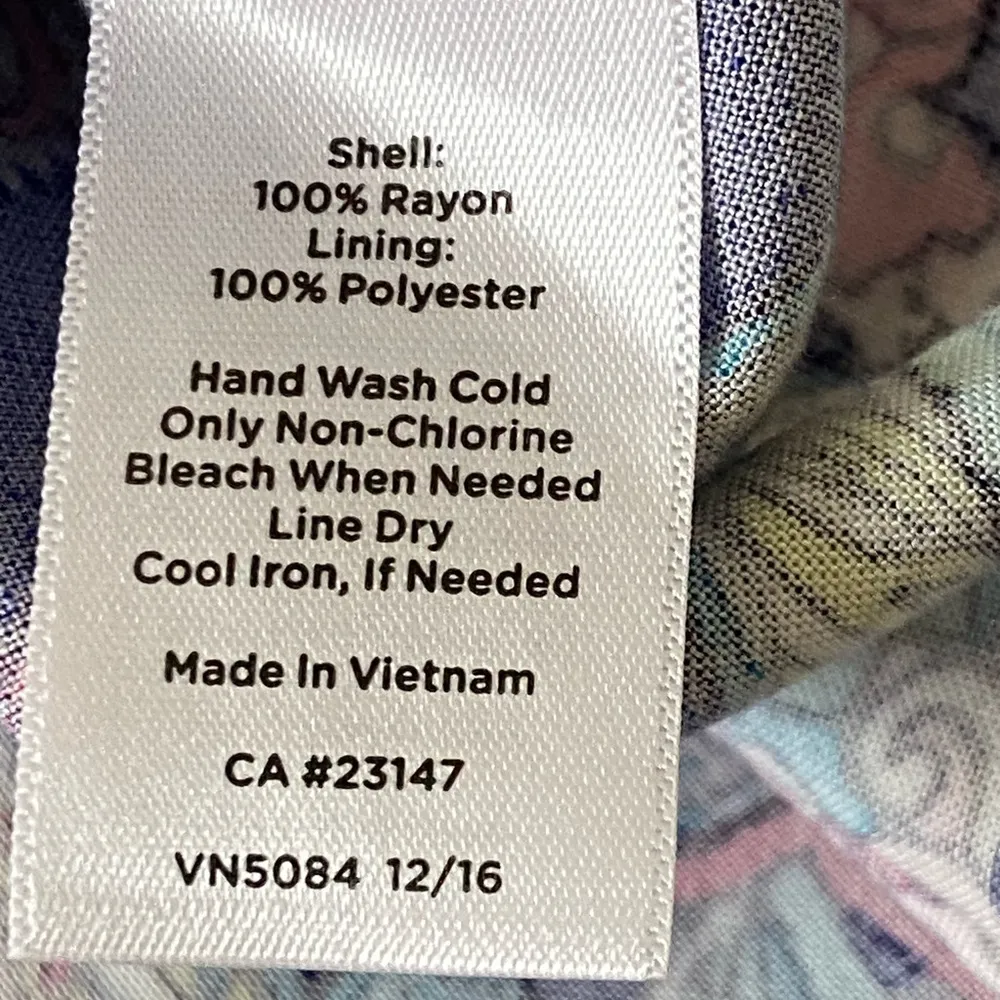 Shell:
100% Rayon
Lining:
100% Polyester
Hand Wash Cold
Only Non-Chlorine
Bleach When Needed
Line Dry
Cool Iron, If Needed
Made In Vietnam
CA #23147
VN5084 12/16